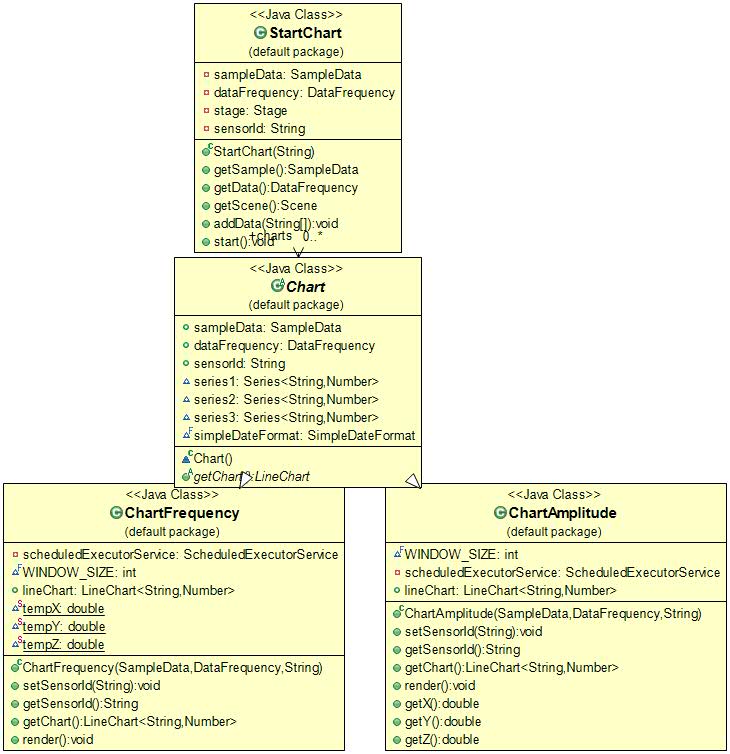 <<Java Class>>
StartChart
(default package)
sampleData: SampleData
dataFrequency: DataFrequency
stage: Stage
sensorId: String
StartChart(String)
getSample():SampleData
getData():DataFrequency
getScene():Scene
addData(String[]):void
+charts 0..*
start():void
<<Java Class>>
Chart
(default package)
sampleData: SampleData
dataFrequency: DataFrequency
sensorId: String
series1: Series<String,Number>
series2: Series<String,Number>
series3: Series<String,Number>
simpleDateFormat: SimpleDateFormat
Chart()
getChart():LineChart
<<Java Class>>
ChartFrequency
(default package)
scheduledExecutorService: ScheduledExecutorService
WINDOW_SIZE: int
lineChart: LineChart<String,Number>
tempX: double
tempY: double
tempZ: double
ChartFrequency(SampleData,DataFrequency,String)
setSensorId(String):void
getSensorId():String
getChart():LineChart<String,Number>
render():void
<<Java Class>>
ChartAmplitude
(default package)
WINDOW_SIZE: int
scheduledExecutorService: ScheduledExecutorService
lineChart: LineChart<String,Number>
ChartAmplitude(SampleData,DataFrequency,String)
setSensorId(String):void
getSensorId():String
getChart():LineChart<String,Number>
render():void
getX():double
getY():double
getZ():double